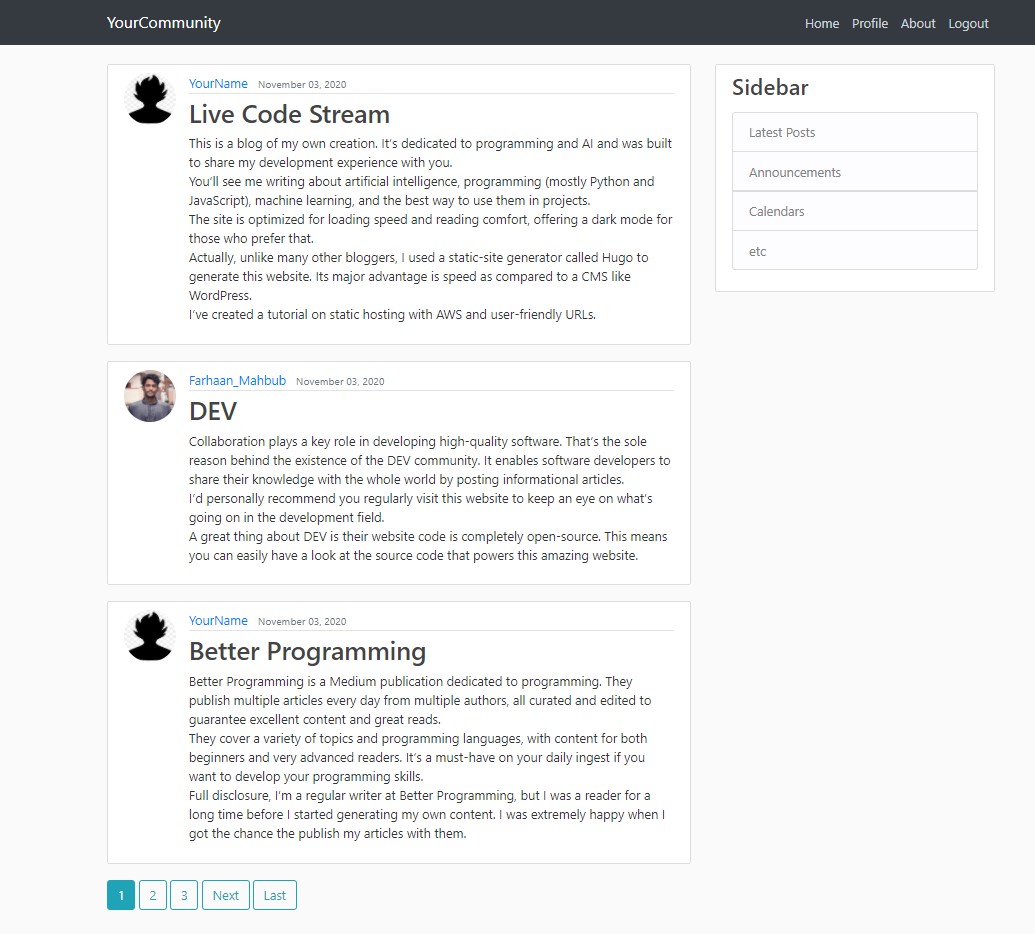 YourCommunity
Home Profile About Logout
YourName November 03, 2020
Live Code Stream
This is a blog of my own creation. It's dedicated to programming and AI and was built
to share my development experience with you.
You'll see me writing about artificial intelligence, programming (mostly Python and
JavaScript), machine learning, and the best way to use them in projects.
The site is optimized for loading speed and reading comfort, offering a dark mode for
those who prefer that.
Actually, unlike many other bloggers, I used a static-site generator called Hugo to
generate this website. Its major advantage is speed as compared to a CMS like
WordPress.
I've created a tutorial on static hosting with AWS and user-friendly URLs.
Farhaan_Mahbub November 03, 2020
DEV
Collaboration plays a key role in developing high-quality software. That's the sole
reason behind the existence of the DEV community. It enables software developers to
share their knowledge with the whole world by posting informational articles.
I'd personally recommend you regularly visit this website to keep an eye on what's
going on in the development field.
A great thing about DEV is their website code is completely open-source. This means
you can easily have a look at the source code that powers this amazing website.
YourName November 03, 2020
Better Programming
Better Programming is a Medium publication dedicated to programming. They
publish multiple articles every day from multiple authors, all curated and edited to
guarantee excellent content and great reads.
They cover a variety of topics and programming languages, with content for both
beginners and very advanced readers. It's a must-have on your daily ingest if you
want to develop your programming skills.
Full disclosure, I'm a regular writer at Better Programming, but I was a reader for a
long time before I started generating my own content. I was extremely happy when I
got the chance the publish my articles with them.
1 2 3 Next Last
Sidebar
Latest Posts
Announcements
Calendars
etc